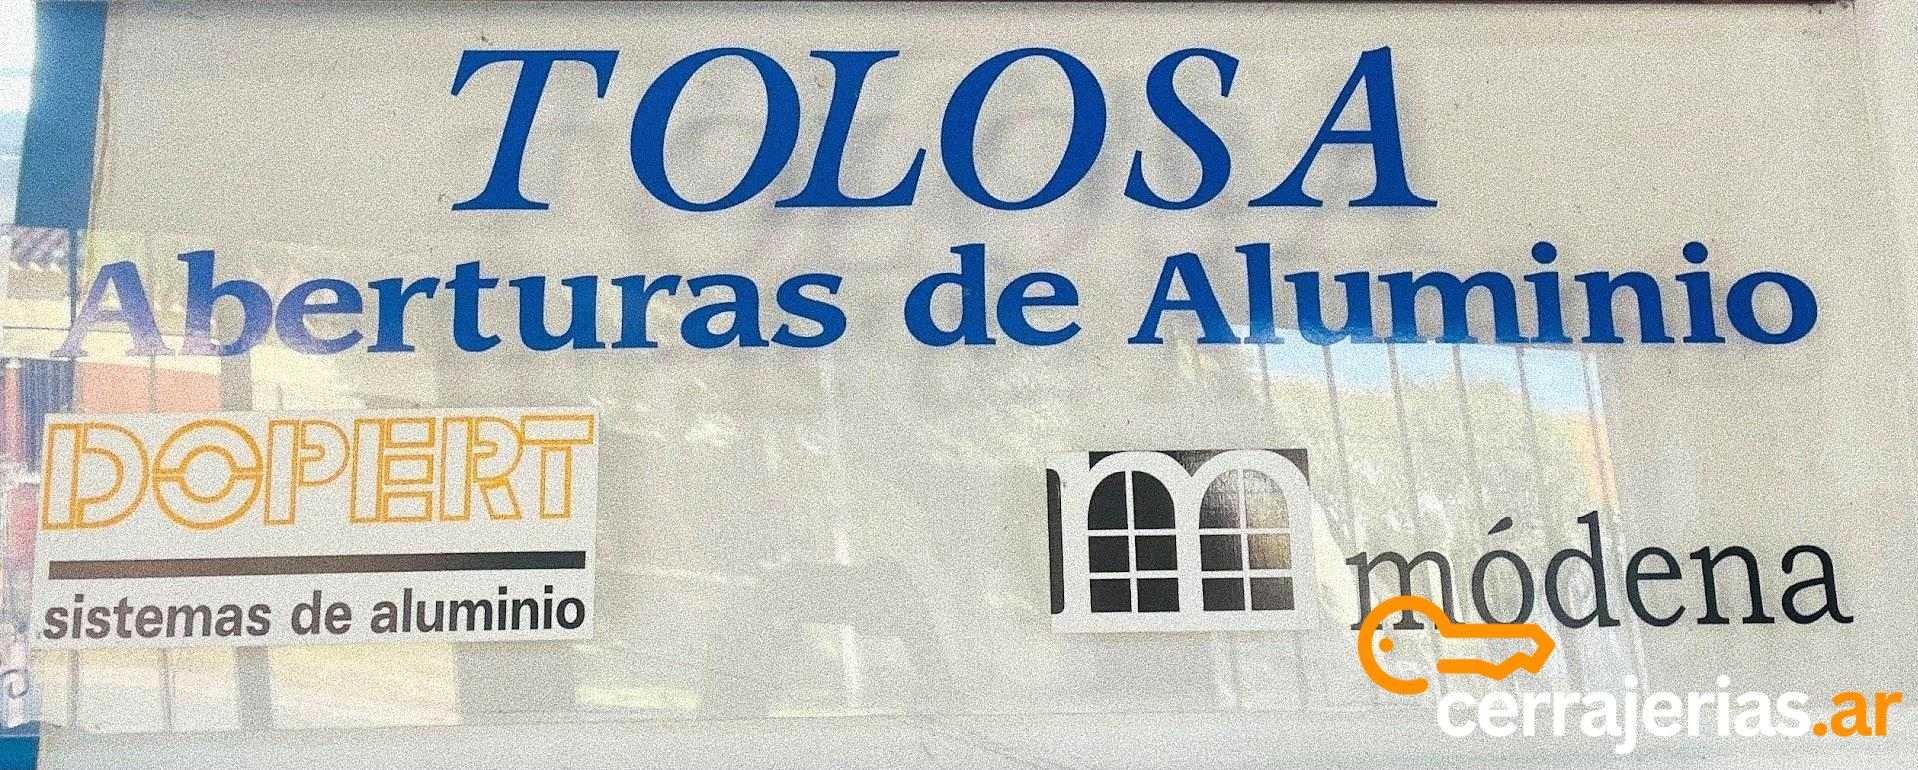 TOLOSA
Aberturas de Aluminio
DOPERT
sistemas de aluminio
módena
cerrajerias.ar